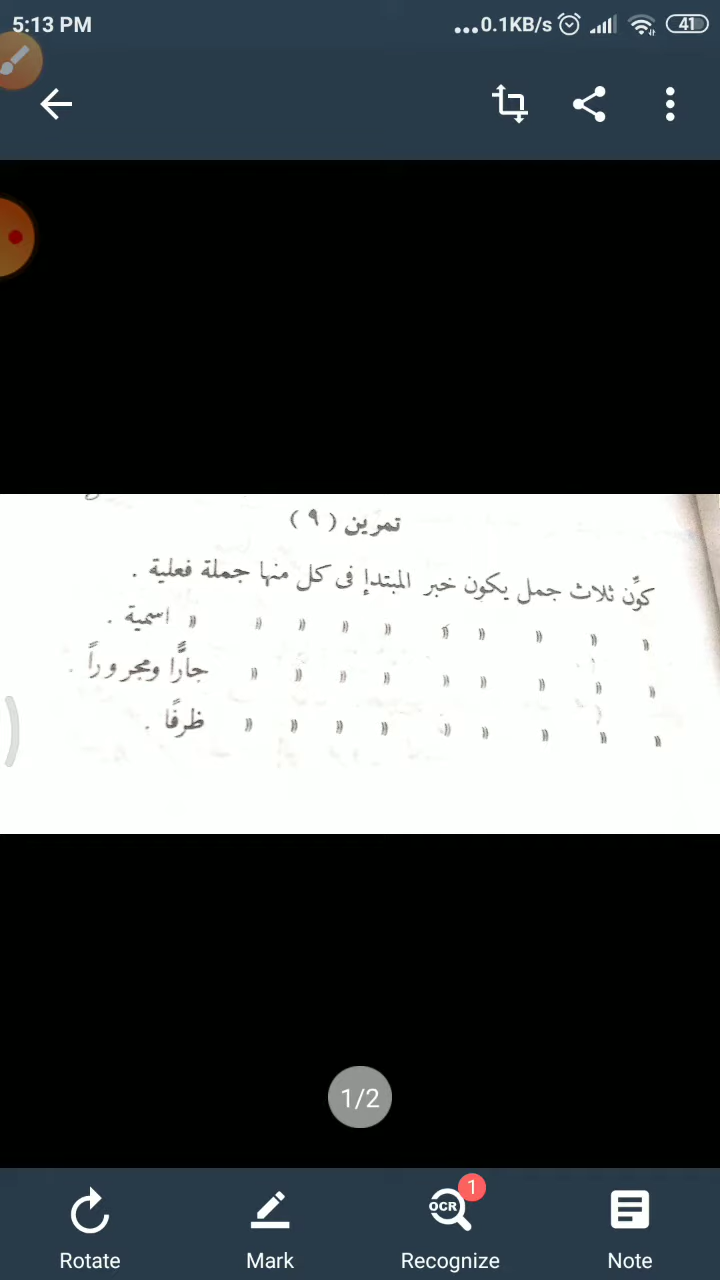 5:13 PM
...0.1KB/s 41
تمرين ( ٩ )
كوِّن ثلاث جمل يكون خبر المبتدإ فى كل منها جملة فعلية .
» » » » » » » » » » اسمية .
» » » » » » » » » جارًّا ومجروراً .
» » » » » » » » » ظرفًا .
1/2
1
OCR
Rotate Mark Recognize Note